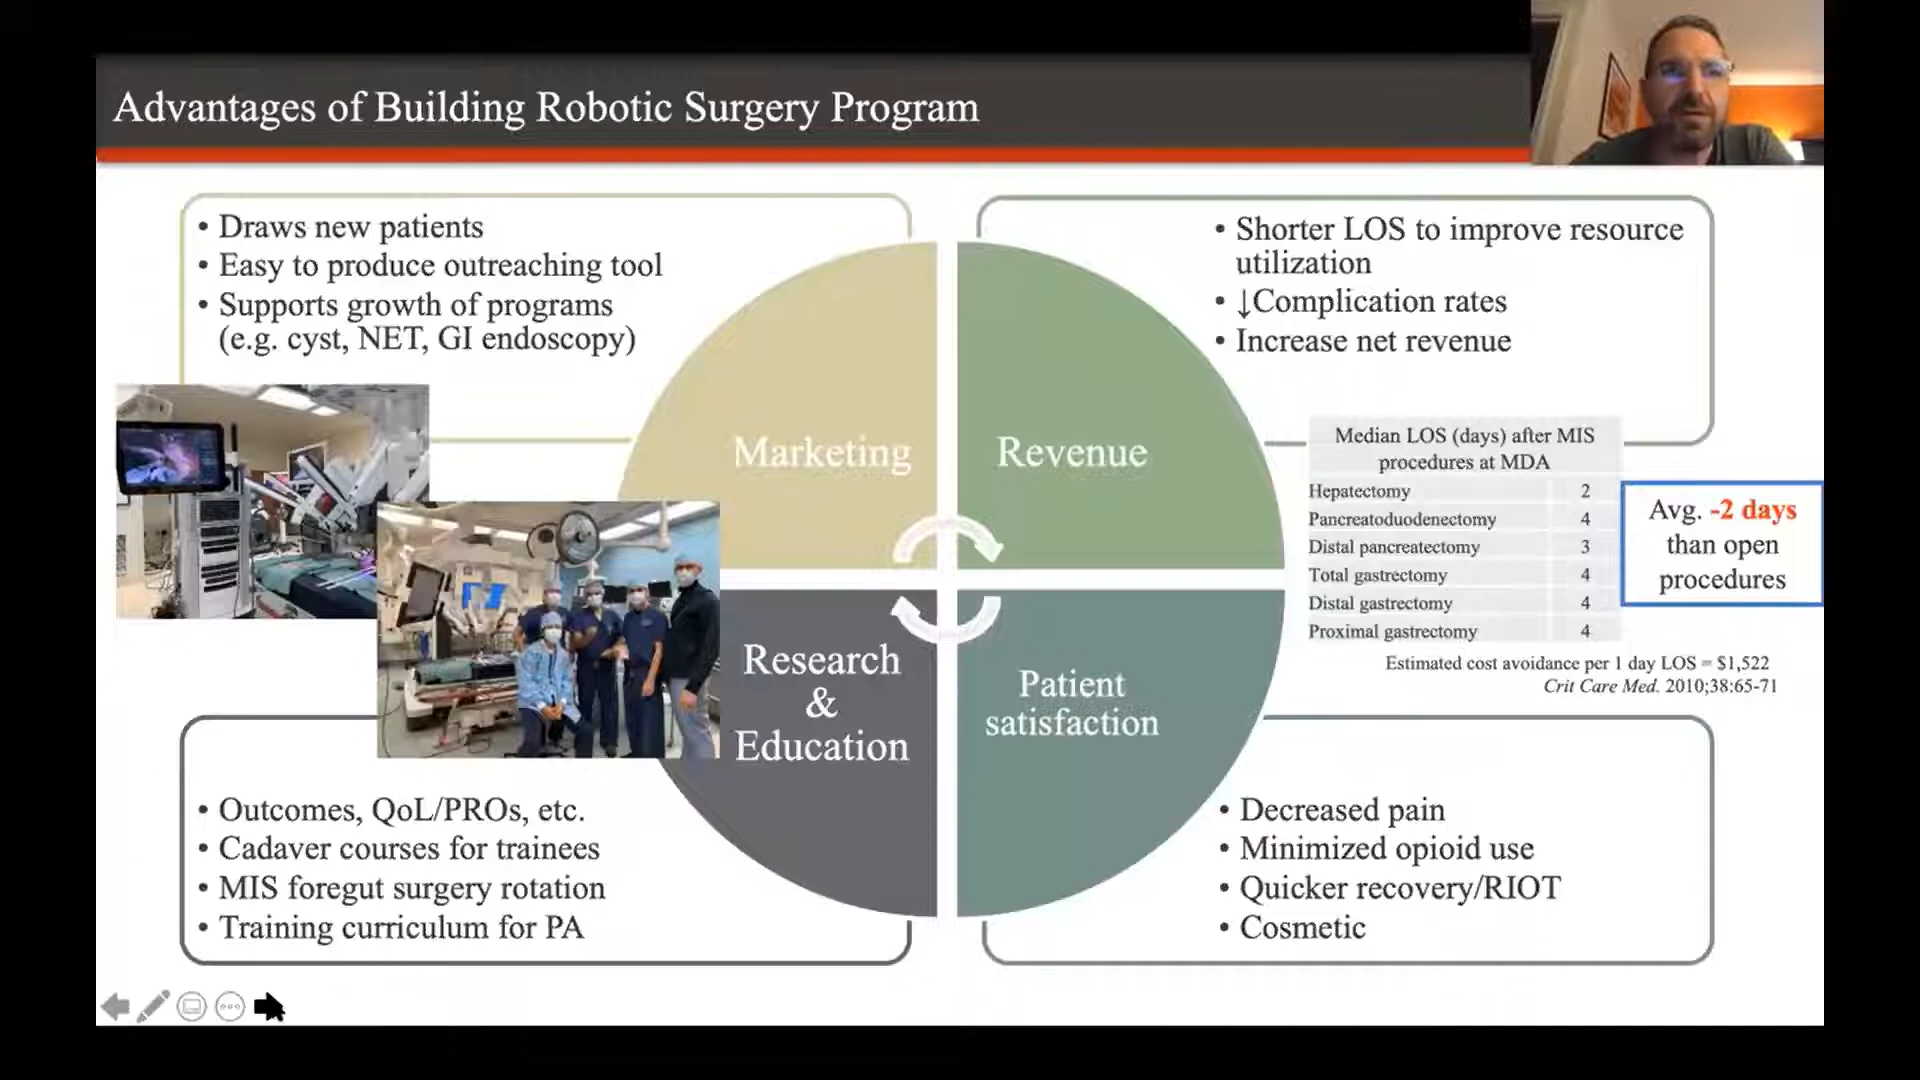 Advantages of Building Robotic Surgery Program
• Draws new patients
• Easy to produce outreaching tool
• Supports growth of programs
(e.g. cyst, NET, GI endoscopy)
• Shorter LOS to improve resource
utilization
• ↓Complication rates
• Increase net revenue
Marketing
Revenue
Median LOS (days) after MIS
procedures at MDA
Hepatectomy 2
Pancreatoduodenectomy 4
Distal pancreatectomy 3
Total gastrectomy 4
Distal gastrectomy 4
Proximal gastrectomy 4
Avg. -2 days
than open
procedures
Estimated cost avoidance per 1 day LOS = $1,522
Crit Care Med. 2010;38:65-71
Research
&
Education
Patient
satisfaction
• Outcomes, QoL/PROs, etc.
• Cadaver courses for trainees
• MIS foregut surgery rotation
• Training curriculum for PA
• Decreased pain
• Minimized opioid use
• Quicker recovery/RIOT
• Cosmetic